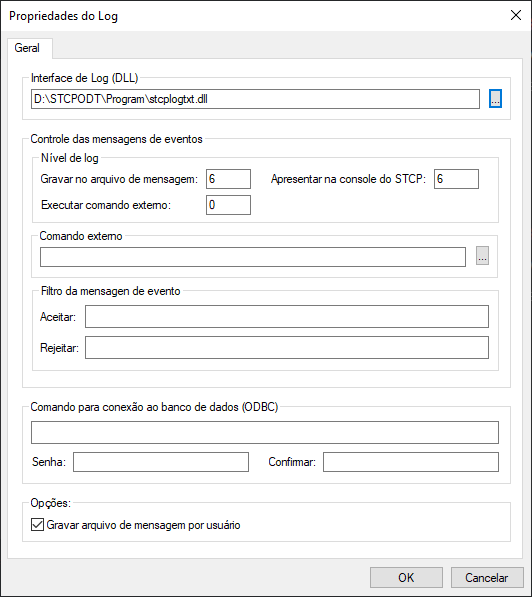 Propriedades do Log
Geral
Interface de Log (DLL)
D:\STCPODT\Program\stcplogtxt.dll
...
Controle das mensagens de eventos
Nível de log
Gravar no arquivo de mensagem: 6 Apresentar na console do STCP: 6
Executar comando externo: 0
Comando externo
...
Filtro da mensagen de evento
Aceitar:
Rejeitar:
Comando para conexão ao banco de dados (ODBC)
Senha: Confirmar:
Opções:
Gravar arquivo de mensagem por usuário
OK Cancelar